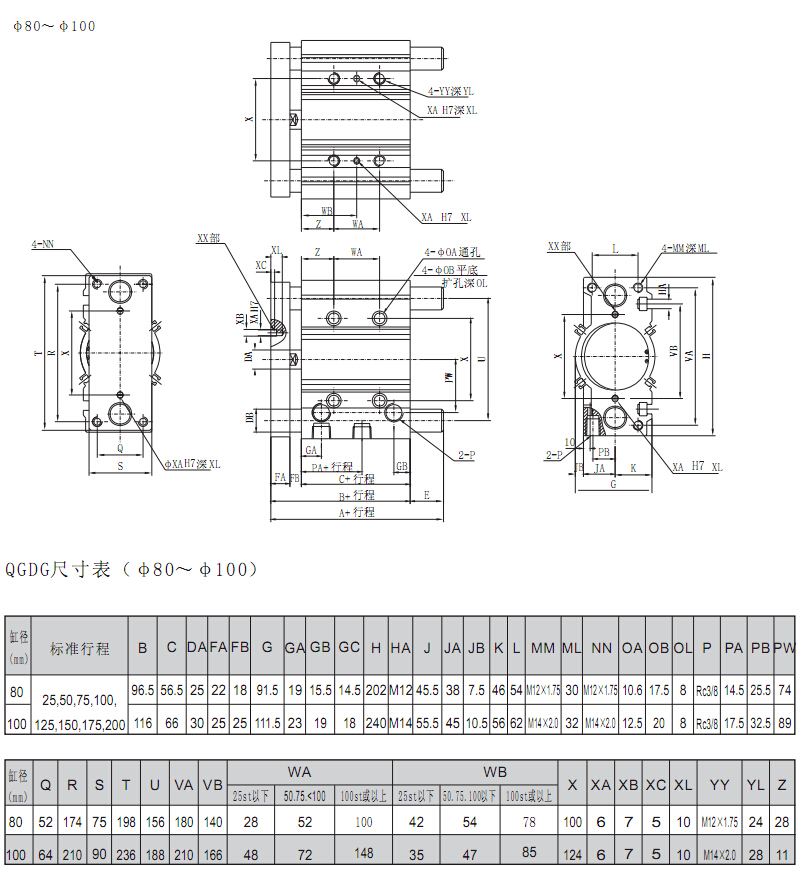 φ80～φ100
4-YY深YL
XA H7深XL
X
WB
Z
WA
XA H7 XL
4-NN
T
R
X
Q
S
φXAH7深XL
XX部
XL
XC
Z
WA
4-φOA通孔
4-φOB平底
扩孔深OL
XB
XA H7
DA
DB
PW
X
U
GA
PA+行程
GB
2-P
FA
FB
C+行程
B+行程
E
A+行程
XX部
L
4-MM深ML
HA
X
VB
VA
H
10
2-P
PB
JB
JA
K
G
XA H7 XL
QGDG尺寸表（φ80～φ100）
缸径(mm) 标准行程 B C DA FA FB G GA GB GC H HA J JA JB K L MM ML NN OA OB OL P PA PB PW
80 25,50,75,100, 96.5 56.5 25 22 18 91.5 19 15.5 14.5 202 M12 45.5 38 7.5 46 54 M12×1.75 30 M12×1.75 10.6 17.5 8 Rc3/8 14.5 25.5 74
100 125,150,175,200 116 66 30 25 25 111.5 23 19 18 240 M14 55.5 45 10.5 56 62 M14×2.0 32 M14×2.0 12.5 20 8 Rc3/8 17.5 32.5 89
缸径(mm) Q R S T U VA VB WA WB X XA XB XC XL YY YL Z
25st以下 50.75.<100 100st或以上 25st以下 50.75.100以下 100st或以上
80 52 174 75 198 156 180 140 28 52 100 42 54 78 100 6 7 5 10 M12×1.75 24 28
100 64 210 90 236 188 210 166 48 72 148 35 47 85 124 6 7 5 10 M14×2.0 28 11